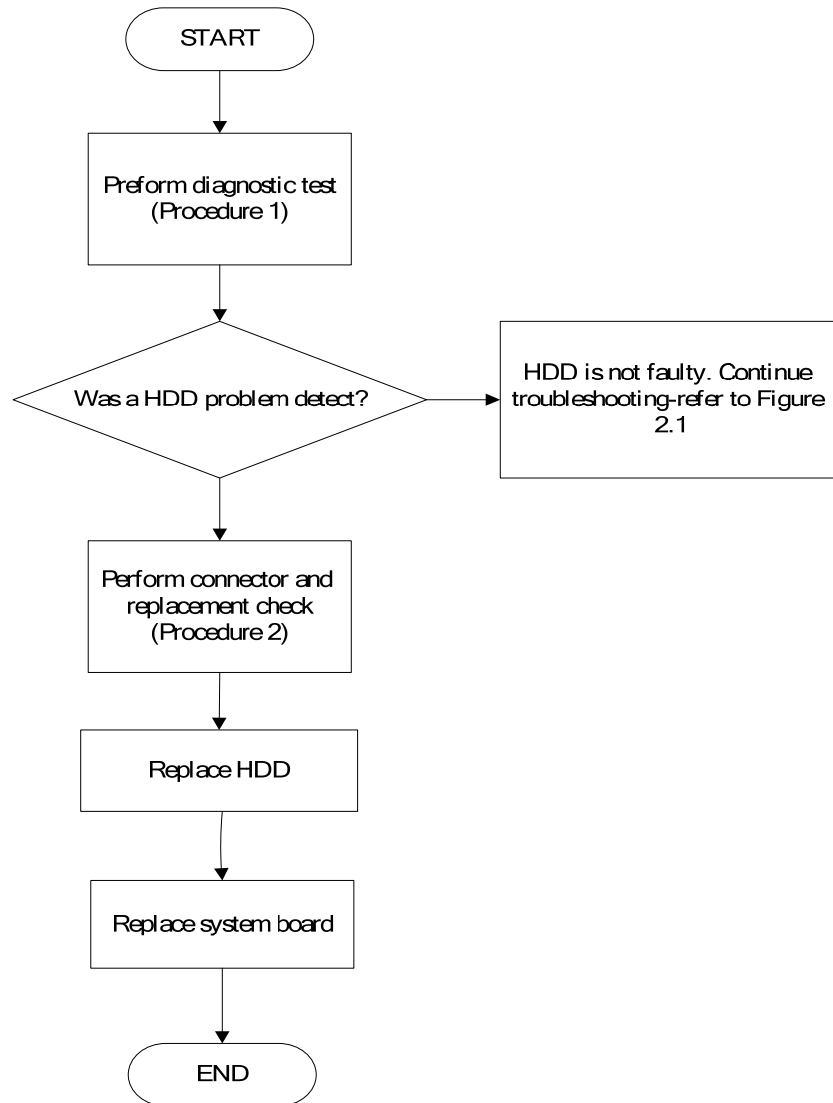 START
Preform diagnostic test
(Procedure 1)
Was a HDD problem detect?
HDD is not faulty. Continue
troubleshooting-refer to Figure
2.1
Perform connector and
replacement check
(Procedure 2)
Replace HDD
Replace system board
END